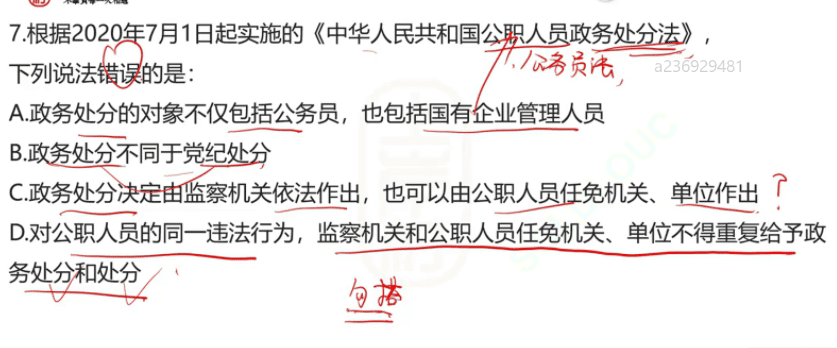 7.根据2020年7月1日起实施的《中华人民共和国公职人员政务处分法》，
下列说法错误的是：
公务员法,
a236929481
A.政务处分的对象不仅包括公务员，也包括国有企业管理人员
B.政务处分不同于党纪处分
C.政务处分决定由监察机关依法作出，也可以由公职人员任免机关、单位作出 ?
D.对公职人员的同一违法行为，监察机关和公职人员任免机关、单位不得重复给予政
务处分和处分